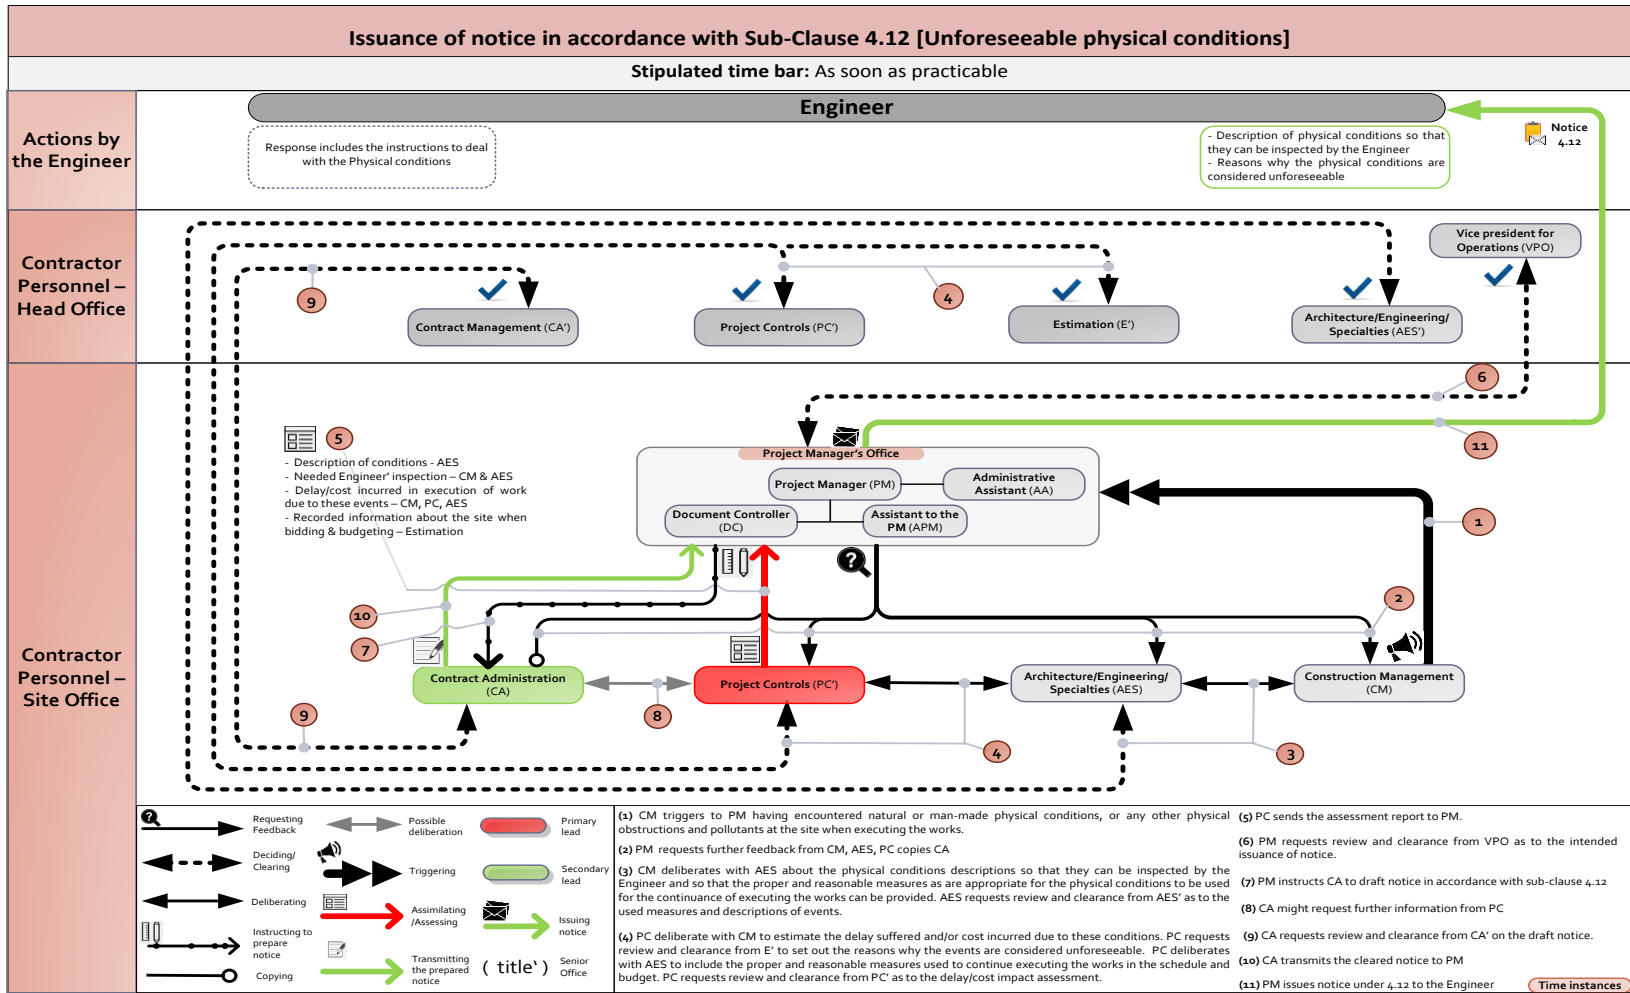 Issuance of notice in accordance with Sub-Clause 4.12 [Unforeseeable physical conditions]
Stipulated time bar: As soon as practicable
Actions by
the Engineer
Engineer
Response includes the instructions to deal
with the Physical conditions
- Description of physical conditions so that
they can be inspected by the Engineer
- Reasons why the physical conditions are
considered unforeseeable
Notice
4.12
Contractor
Personnel –
Head Office
Vice president for
Operations (VPO)
9
4
Contract Management (CA’)
Project Controls (PC’)
Estimation (E’)
Architecture/Engineering/
Specialties (AES’)
Contractor
Personnel –
Site Office
6
11
5
- Description of conditions - AES
- Needed Engineer’ inspection – CM & AES
- Delay/cost incurred in execution of work
due to these events – CM, PC, AES
- Recorded information about the site when
bidding & budgeting – Estimation
Project Manager’s Office
Project Manager (PM)
Administrative
Assistant (AA)
Document Controller
(DC)
Assistant to the
PM (APM)
1
10
7
2
Contract Administration
(CA)
Project Controls (PC’)
Architecture/Engineering/
Specialties (AES)
Construction Management
(CM)
9
8
4
3
Requesting
Feedback
Possible
deliberation
Primary
lead
Deciding/
Clearing
Triggering
Secondary
lead
Deliberating
Assimilating
/Assessing
Issuing
notice
Instructing to
prepare
notice
Copying
Transmitting
the prepared
notice
( title‘ )
Senior
Office
(1) CM triggers to PM having encountered natural or man-made physical conditions, or any other physical
obstructions and pollutants at the site when executing the works.
(2) PM requests further feedback from CM, AES, PC copies CA
(3) CM deliberates with AES about the physical conditions descriptions so that they can be inspected by the
Engineer and so that the proper and reasonable measures as are appropriate for the physical conditions to be used
for the continuance of executing the works can be provided. AES requests review and clearance from AES’ as to the
used measures and descriptions of events.
(4) PC deliberate with CM to estimate the delay suffered and/or cost incurred due to these conditions. PC requests
review and clearance from E’ to set out the reasons why the events are considered unforeseeable. PC deliberates
with AES to include the proper and reasonable measures used to continue executing the works in the schedule and
budget. PC requests review and clearance from PC’ as to the delay/cost impact assessment.
(5) PC sends the assessment report to PM.
(6) PM requests review and clearance from VPO as to the intended
issuance of notice.
(7) PM instructs CA to draft notice in accordance with sub-clause 4.12
(8) CA might request further information from PC
(9) CA requests review and clearance from CA’ on the draft notice.
(10) CA transmits the cleared notice to PM
(11) PM issues notice under 4.12 to the Engineer
Time instances